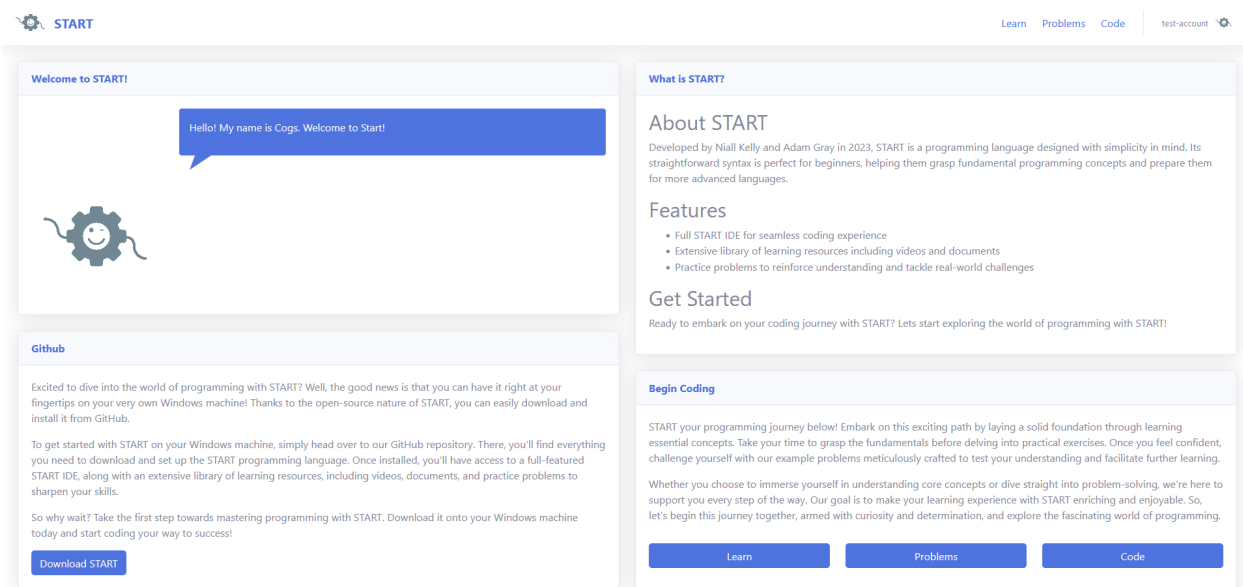 START
Learn Problems Code test-account
Welcome to START!
Hello! My name is Cogs. Welcome to Start!
Github
Excited to dive into the world of programming with START? Well, the good news is that you can have it right at your
fingertips on your very own Windows machine! Thanks to the open-source nature of START, you can easily download and
install it from GitHub.
To get started with START on your Windows machine, simply head over to our GitHub repository. There, you'll find everything
you need to download and set up the START programming language. Once installed, you'll have access to a full-featured
START IDE, along with an extensive library of learning resources, including videos, documents, and practice problems to
sharpen your skills.
So why wait? Take the first step towards mastering programming with START. Download it onto your Windows machine
today and start coding your way to success!
Download START
What is START?
About START
Developed by Niall Kelly and Adam Gray in 2023, START is a programming language designed with simplicity in mind. Its
straightforward syntax is perfect for beginners, helping them grasp fundamental programming concepts and prepare them
for more advanced languages.
Features
• Full START IDE for seamless coding experience
• Extensive library of learning resources including videos and documents
• Practice problems to reinforce understanding and tackle real-world challenges
Get Started
Ready to embark on your coding journey with START? Lets start exploring the world of programming with START!
Begin Coding
START your programming journey below! Embark on this exciting path by laying a solid foundation through learning
essential concepts. Take your time to grasp the fundamentals before delving into practical exercises. Once you feel confident,
challenge yourself with our example problems meticulously crafted to test your understanding and facilitate further learning.
Whether you choose to immerse yourself in understanding core concepts or dive straight into problem-solving, we're here to
support you every step of the way. Our goal is to make your learning experience with START enriching and enjoyable. So,
let's begin this journey together, armed with curiosity and determination, and explore the fascinating world of programming.
Learn Problems Code